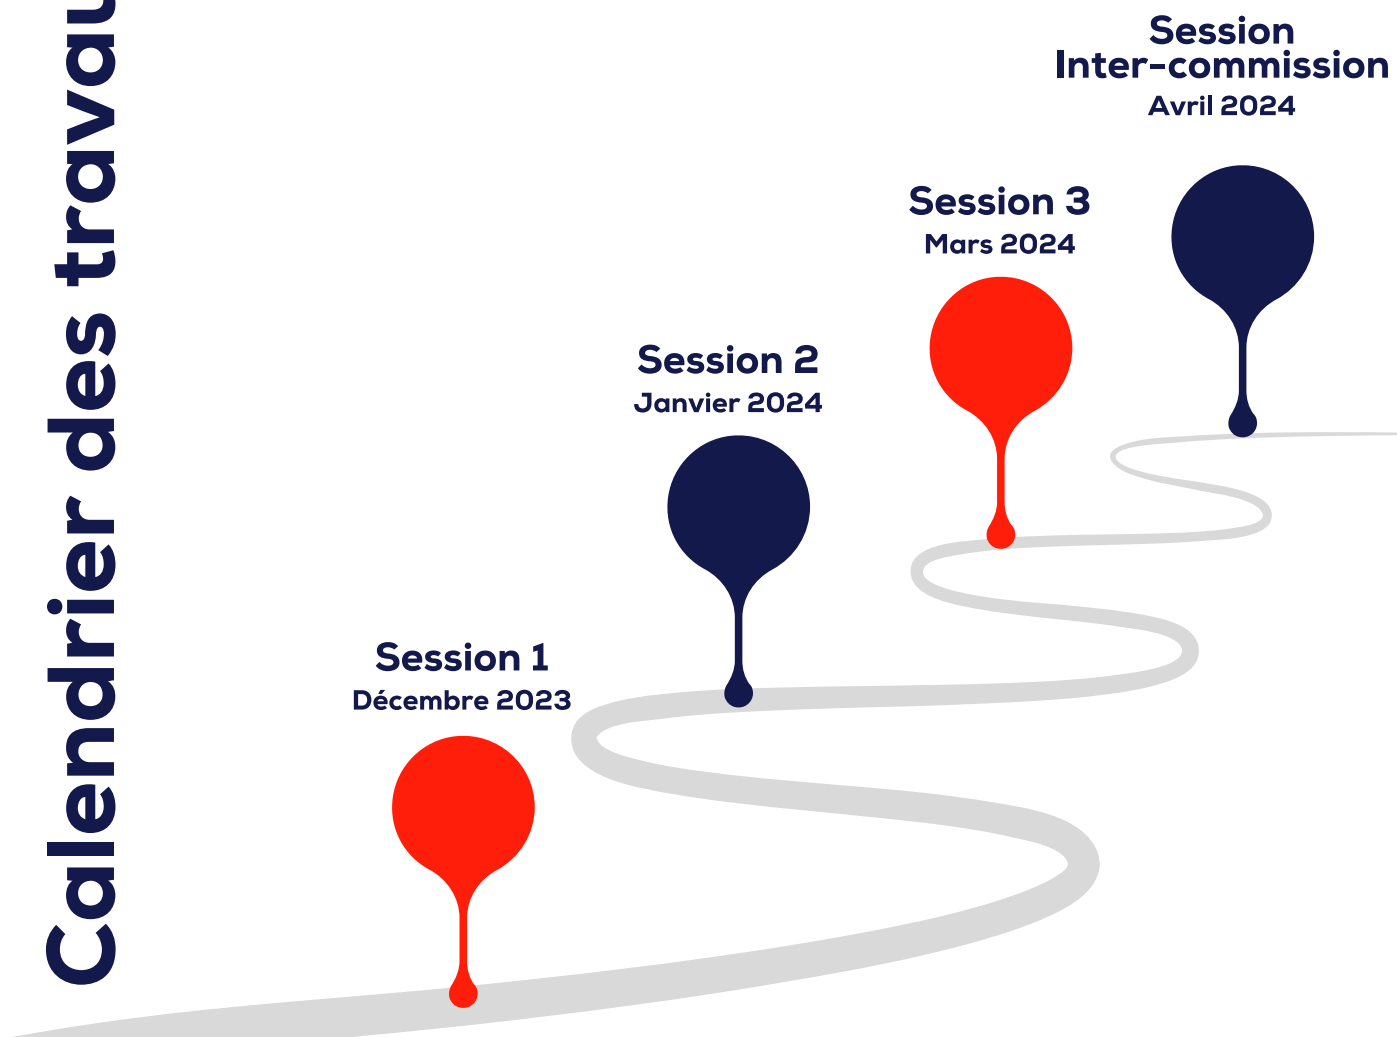 Calendrier des travau
Session
Inter-commission
Avril 2024
Session 3
Mars 2024
Session 2
Janvier 2024
Session 1
Décembre 2023